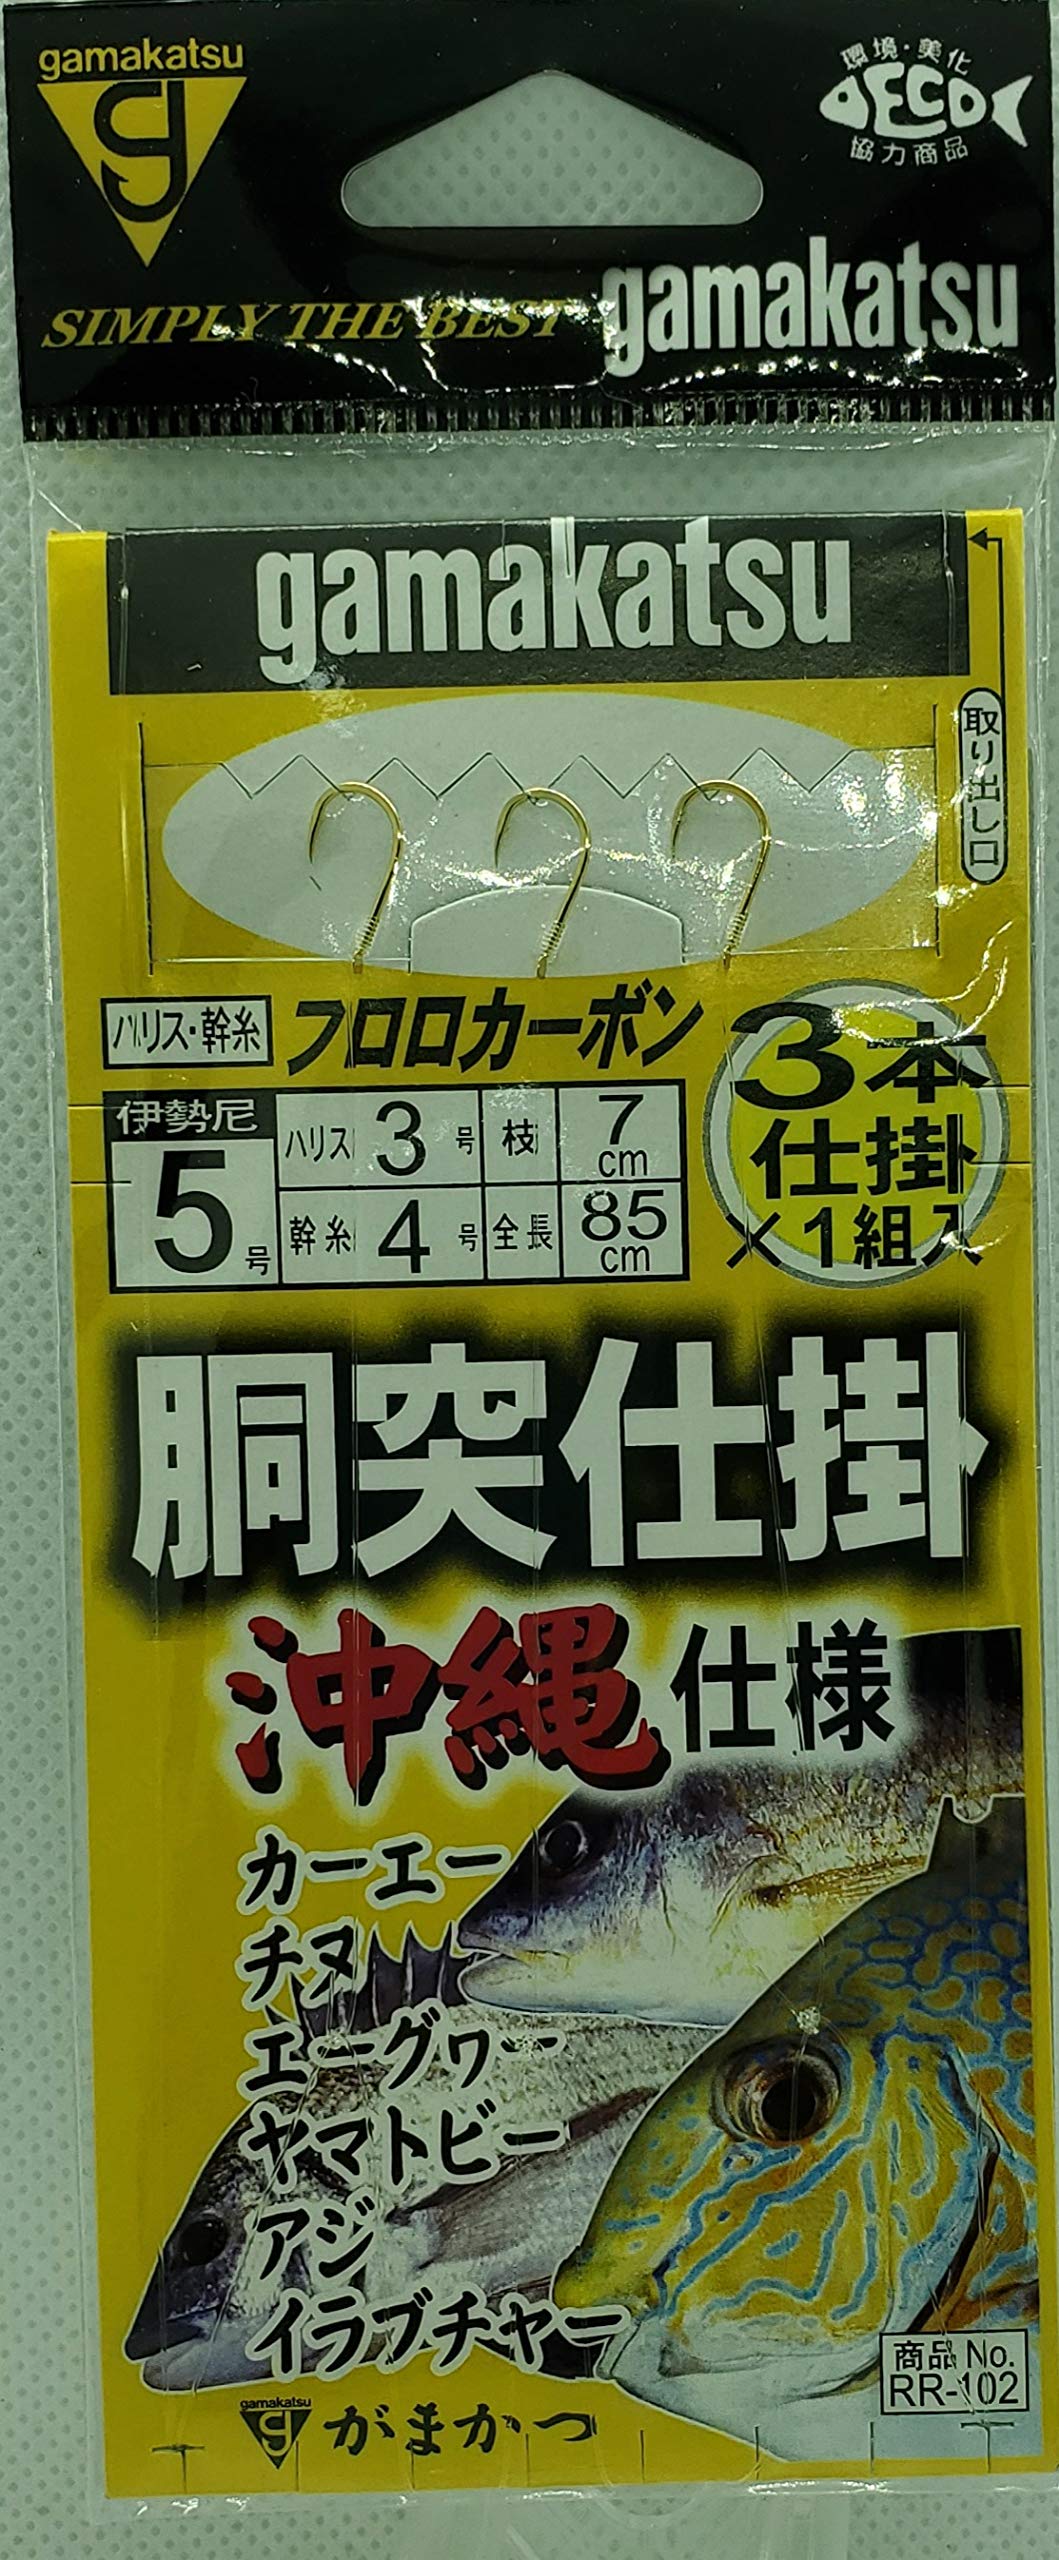 gamakatsu
環境・美化
ECO
協力商品
SIMPLY THE BEST
gamakatsu
gamakatsu
取り出し口
ハリス・幹糸
フロロカーボン
3本
仕掛
×1組入
伊勢尼
5号
ハリス 3号 枝 7cm
幹糸 4号 全長 85cm
胴突仕掛
沖縄仕様
カーエー
チヌ
エーグヮー
ヤマトビー
アジ
イラブチャー
商品 No.
RR-102
gamakatsu
がまかつ